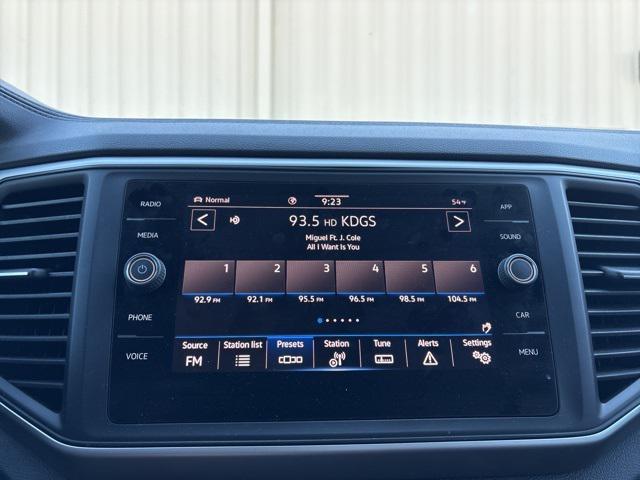 RADIO
MEDIA
PHONE
VOICE
Normal
9:23
54°F
93.5 HD KDGS
Miguel Ft. J. Cole
All I Want Is You
1 2 3 4 5 6
92.9 FM 92.1 FM 95.5 FM 96.5 FM 98.5 FM 104.5 FM
Source Station list Presets Station Tune Alerts Settings
FM
APP
SOUND
CAR
MENU